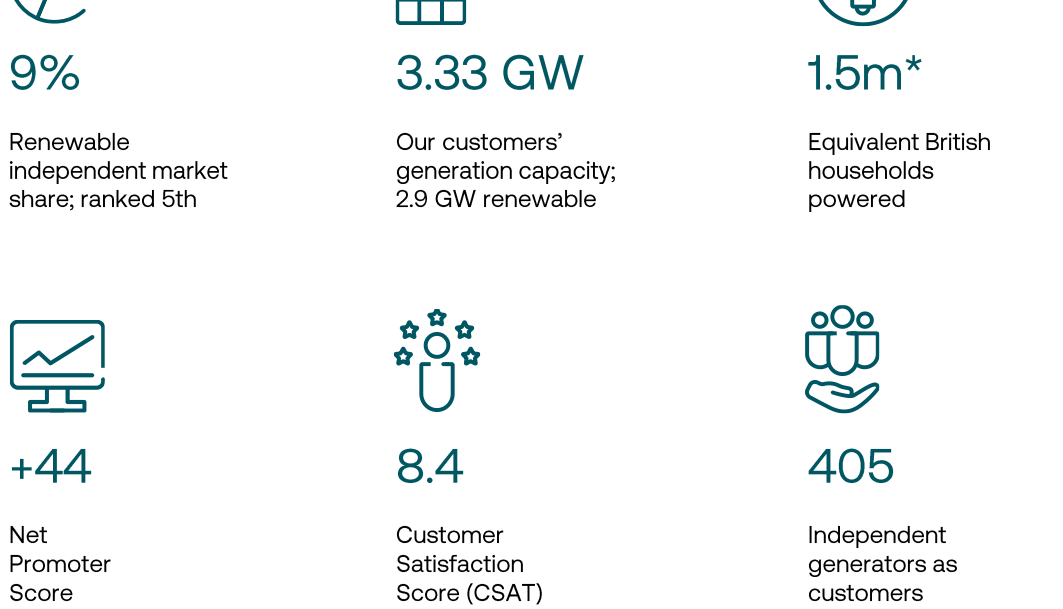 9%
Renewable
independent market
share; ranked 5th
3.33 GW
Our customers’
generation capacity;
2.9 GW renewable
1.5m*
Equivalent British
households
powered
+44
Net
Promoter
Score
8.4
Customer
Satisfaction
Score (CSAT)
405
Independent
generators as
customers